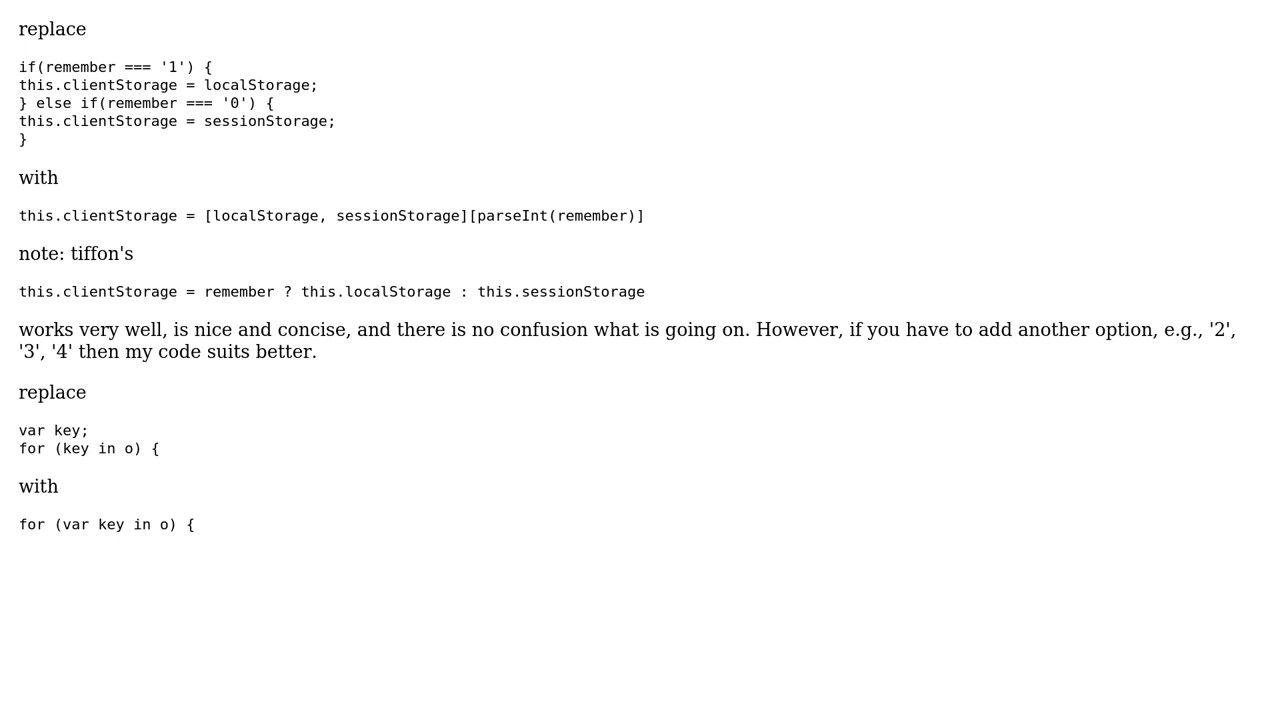 replace
if(remember === '1') {
this.clientStorage = localStorage;
} else if(remember === '0') {
this.clientStorage = sessionStorage;
}
with
this.clientStorage = [localStorage, sessionStorage][parseInt(remember)]
note: tiffon's
this.clientStorage = remember ? this.localStorage : this.sessionStorage
works very well, is nice and concise, and there is no confusion what is going on. However, if you have to add another option, e.g., '2',
'3', '4' then my code suits better.
replace
var key;
for (key in o) {
with
for (var key in o) {